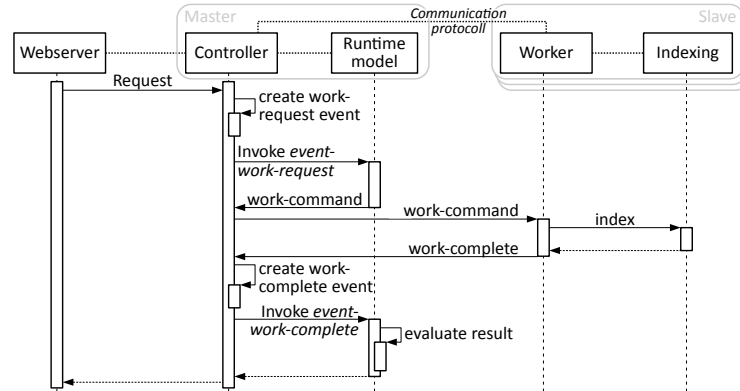 Master
Communication
protocoll
Slave
Webserver
Controller
Runtime
model
Worker
Indexing
Request
create work-
request event
Invoke event-
work-request
work-command
work-command
index
work-complete
create work-
complete event
Invoke event-
work-complete
evaluate result